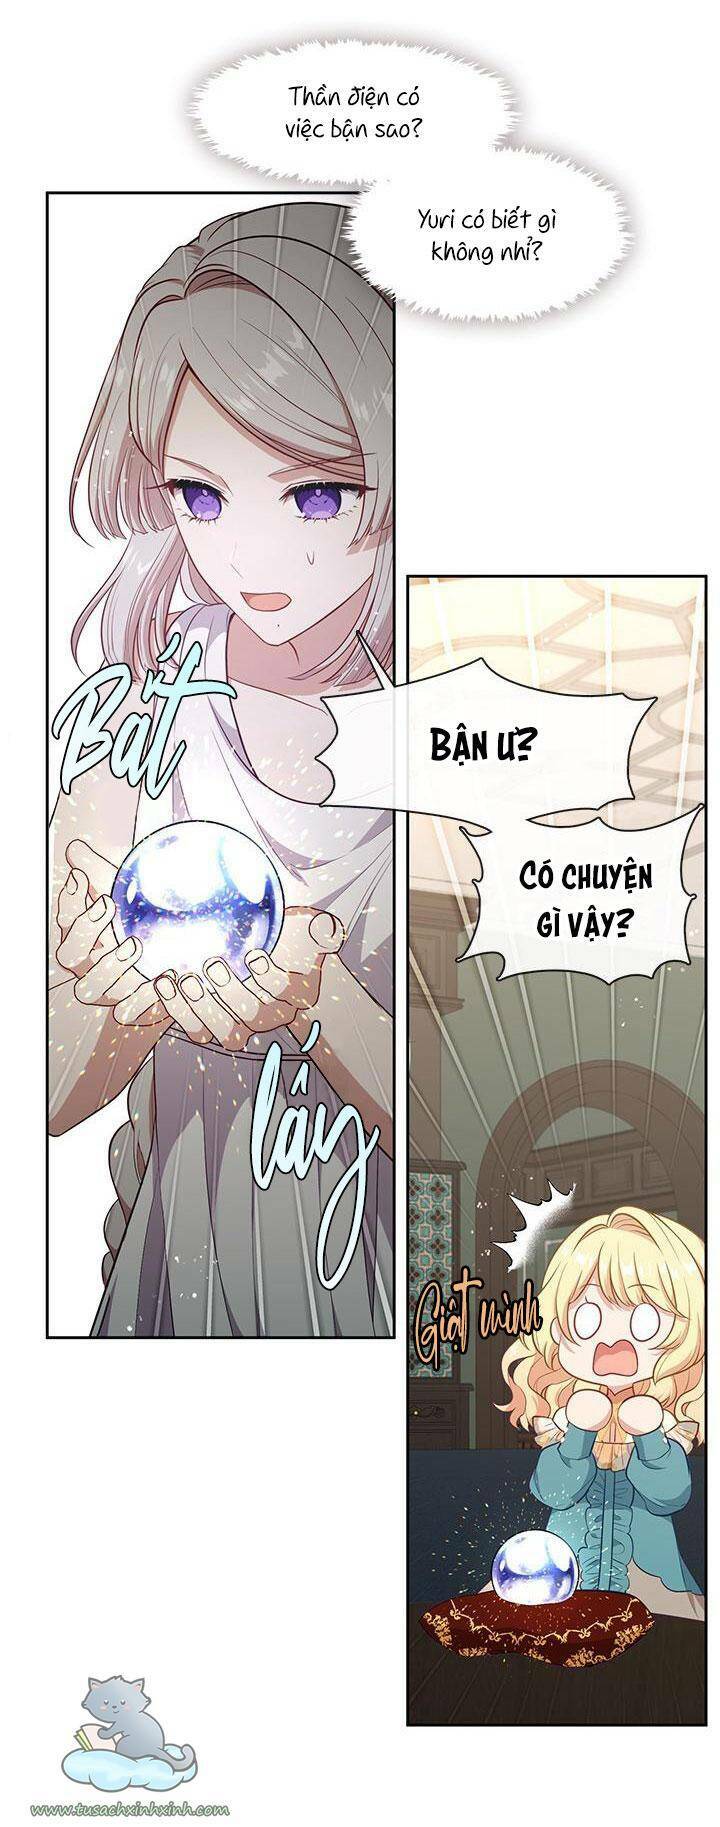 Thần điện có
việc bận sao?
Yuri có biết gì
không nhỉ?
Bắt
BẬN Ư?
CÓ CHUYỆN
GÌ VẬY?
lấy
Giật mình
www.tusachxinhxinh.com